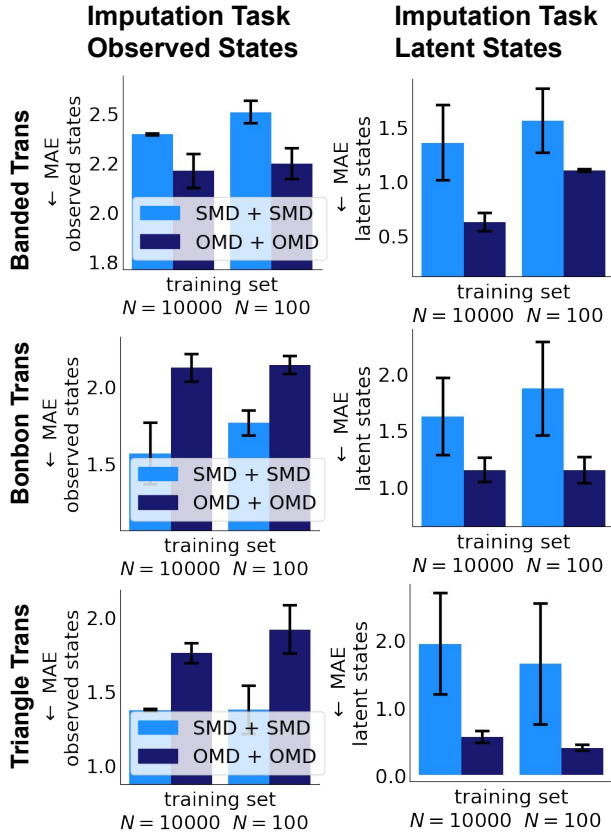 Imputation Task
Observed States
Imputation Task
Latent States
Banded Trans
← MAE
observed states
2.5
2.2
2.0
1.8
SMD + SMD
OMD + OMD
training set
N = 10000 N = 100
← MAE
latent states
1.5
1.0
0.5
training set
N = 10000 N = 100
Bonbon Trans
← MAE
observed states
2.0
1.5
SMD + SMD
OMD + OMD
training set
N = 10000 N = 100
← MAE
latent states
2.0
1.5
1.0
training set
N = 10000 N = 100
Triangle Trans
← MAE
observed states
2.0
1.5
1.0
SMD + SMD
OMD + OMD
training set
N = 10000 N = 100
← MAE
latent states
2.0
1.0
0.0
training set
N = 10000 N = 100